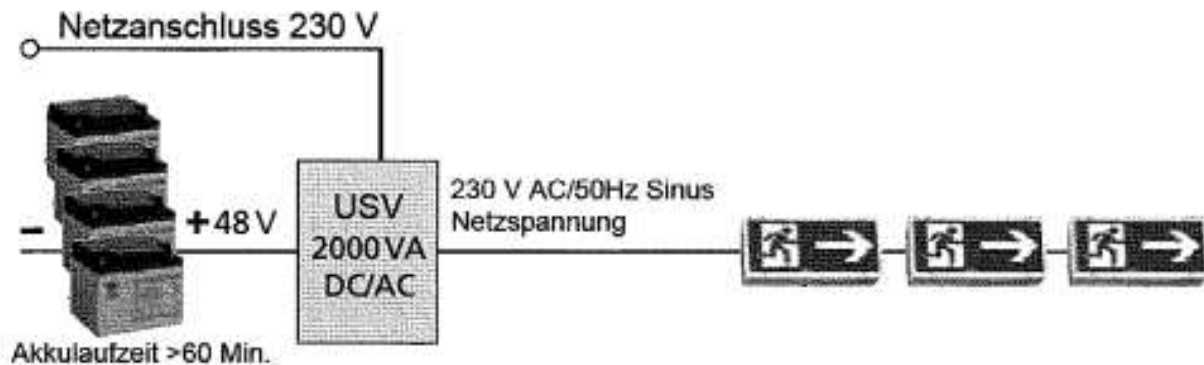 Netzanschluss 230 V
- + 48 V
USV
2000 VA
DC/AC
230 V AC/50Hz Sinus
Netzspannung
Akkulaufzeit >60 Min.